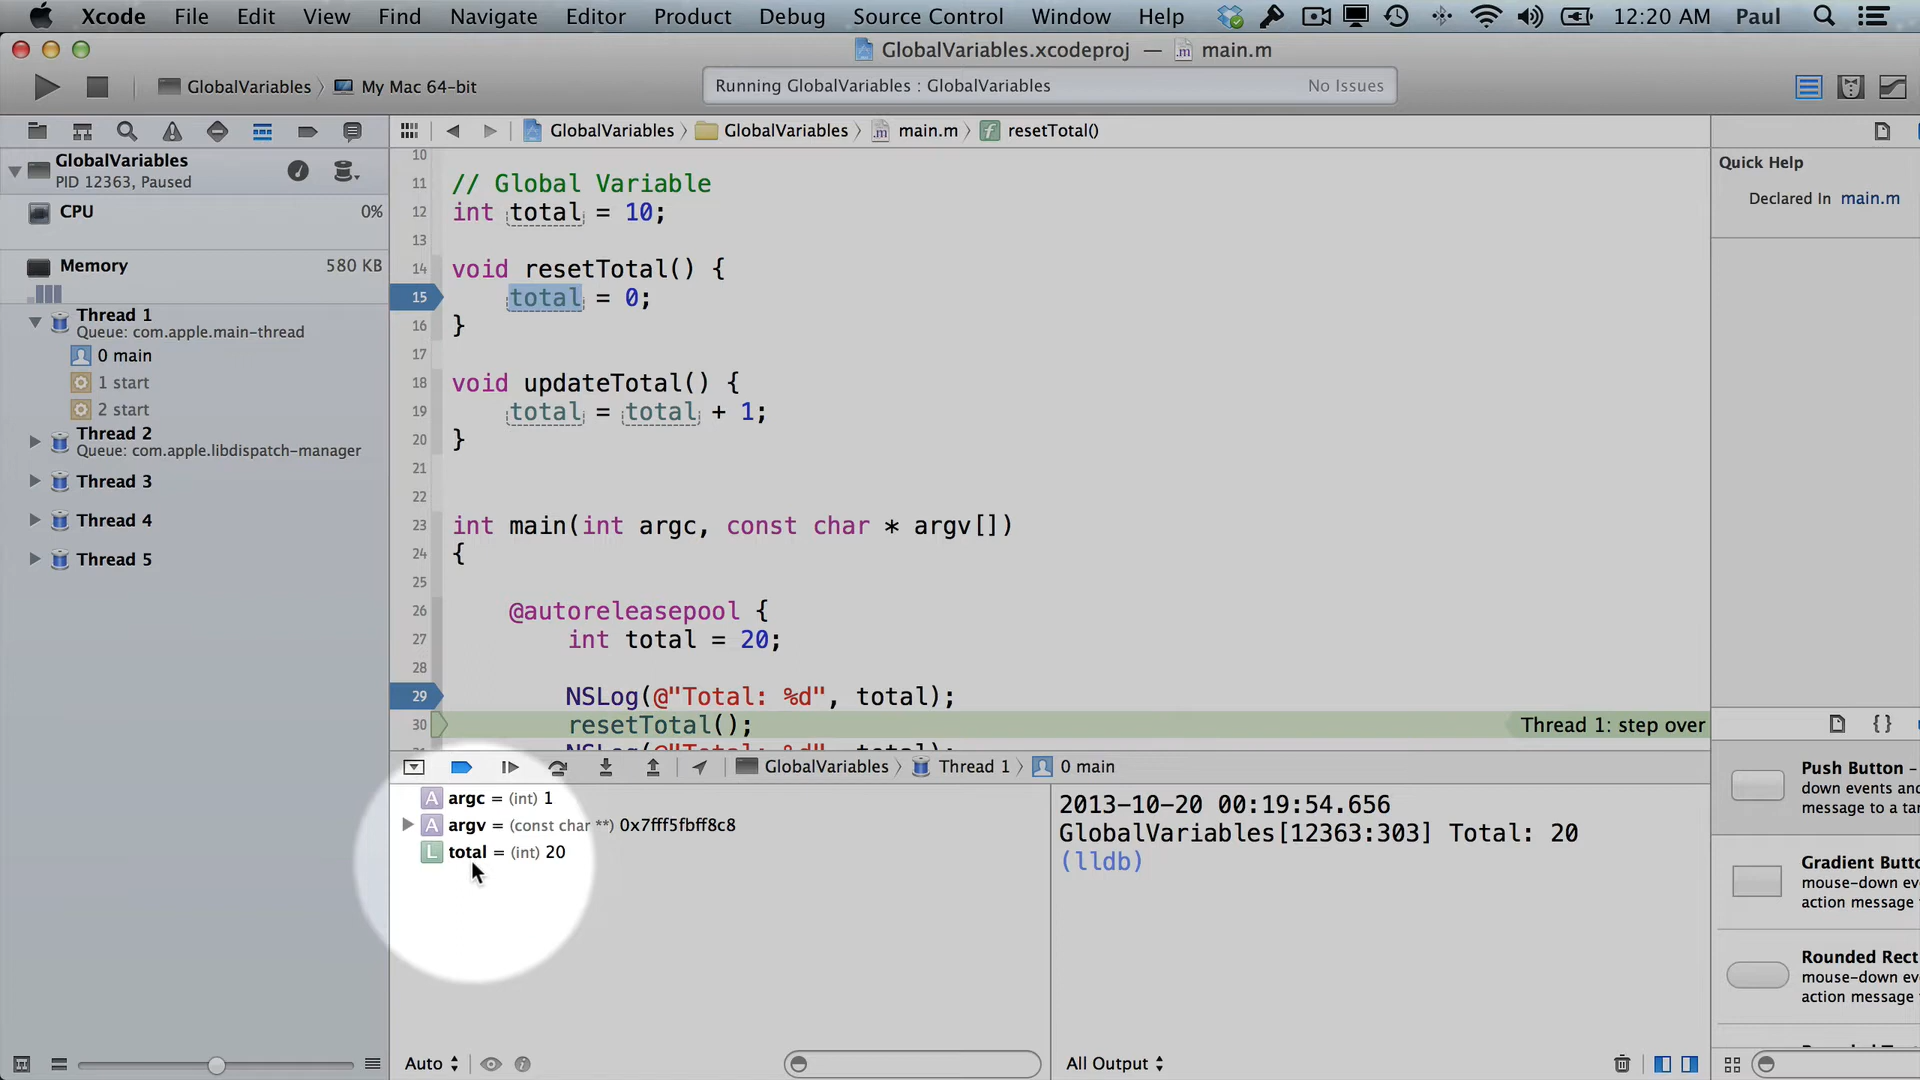 Xcode File Edit View Find Navigate Editor Product Debug Source Control Window Help 12:20 AM Paul
GlobalVariables.xcodeproj — main.m
GlobalVariables My Mac 64-bit
Running GlobalVariables : GlobalVariables No Issues
GlobalVariables GlobalVariables main.m resetTotal()
GlobalVariables
PID 12363, Paused
CPU 0%
Memory 580 KB
Thread 1
Queue: com.apple.main-thread
0 main
1 start
2 start
Thread 2
Queue: com.apple.libdispatch-manager
Thread 3
Thread 4
Thread 5
10
11 // Global Variable
12 int total = 10;
13
14 void resetTotal() {
15 total = 0;
16 }
17
18 void updateTotal() {
19 total = total + 1;
20 }
21
22
23 int main(int argc, const char * argv[])
24 {
25
26 @autoreleasepool {
27 int total = 20;
28
29 NSLog(@"Total: %d", total);
30 resetTotal(); Thread 1: step over
NSLog(@"Total: %d", total);
GlobalVariables Thread 1 0 main
A argc = (int) 1
A argv = (const char **) 0x7fff5fbff8c8
L total = (int) 20
2013-10-20 00:19:54.656
GlobalVariables[12363:303] Total: 20
(lldb)
Auto
All Output
Quick Help
Declared In main.m
{ }
Push Button –
down events and
message to a tar
Gradient Butto
mouse-down eve
action message t
Rounded Rect
mouse-down eve
action message t